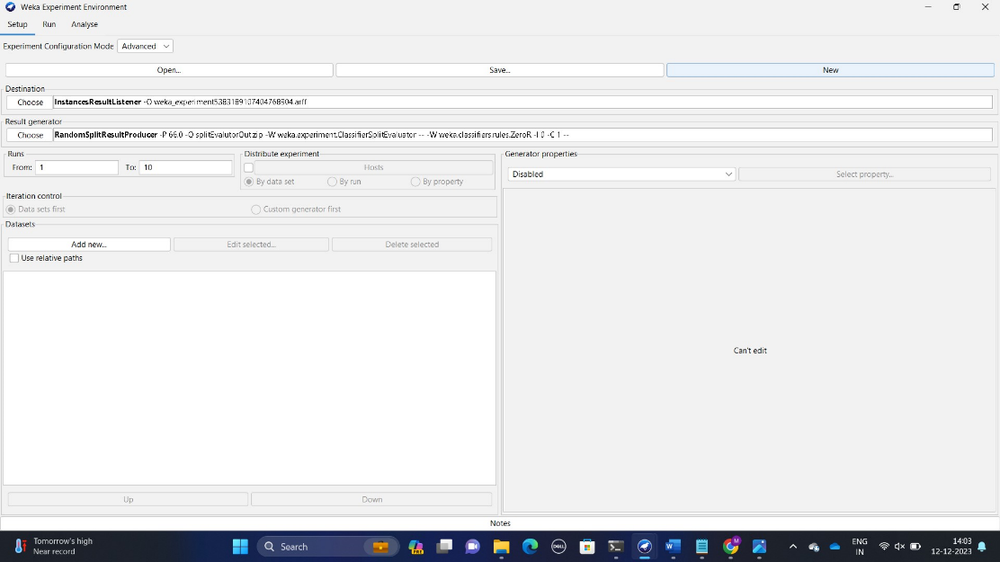 Weka Experiment Environment
Setup Run Analyse
Experiment Configuration Mode Advanced
Open... Save... New
Destination
Choose InstancesResultListener -O weka_experiment5383189107404768904.arff
Result generator
Choose RandomSplitResultProducer -P 66.0 -O splitEvalutorOut.zip -W weka.experiment.ClassifierSplitEvaluator -- -W weka.classifiers.rules.ZeroR -I 0 -C 1 --
Runs Distribute experiment Generator properties
From: 1 To: 10 Hosts Disabled Select property...
By data set By run By property
Iteration control
Data sets first Custom generator first
Datasets
Add new... Edit selected... Delete selected
Use relative paths
Can't edit
Up Down
Notes
Tomorrow's high
Near record
Search
PRE
DELL
W
M
ENG
IN
14:03
12-12-2023